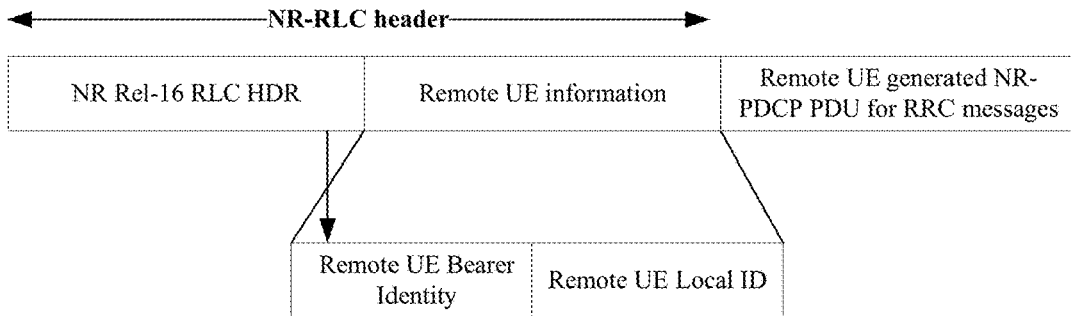 NR-RLC header
NR Rel-16 RLC HDR
Remote UE information
Remote UE generated NR-
PDCP PDU for RRC messages
Remote UE Bearer
Identity
Remote UE Local ID